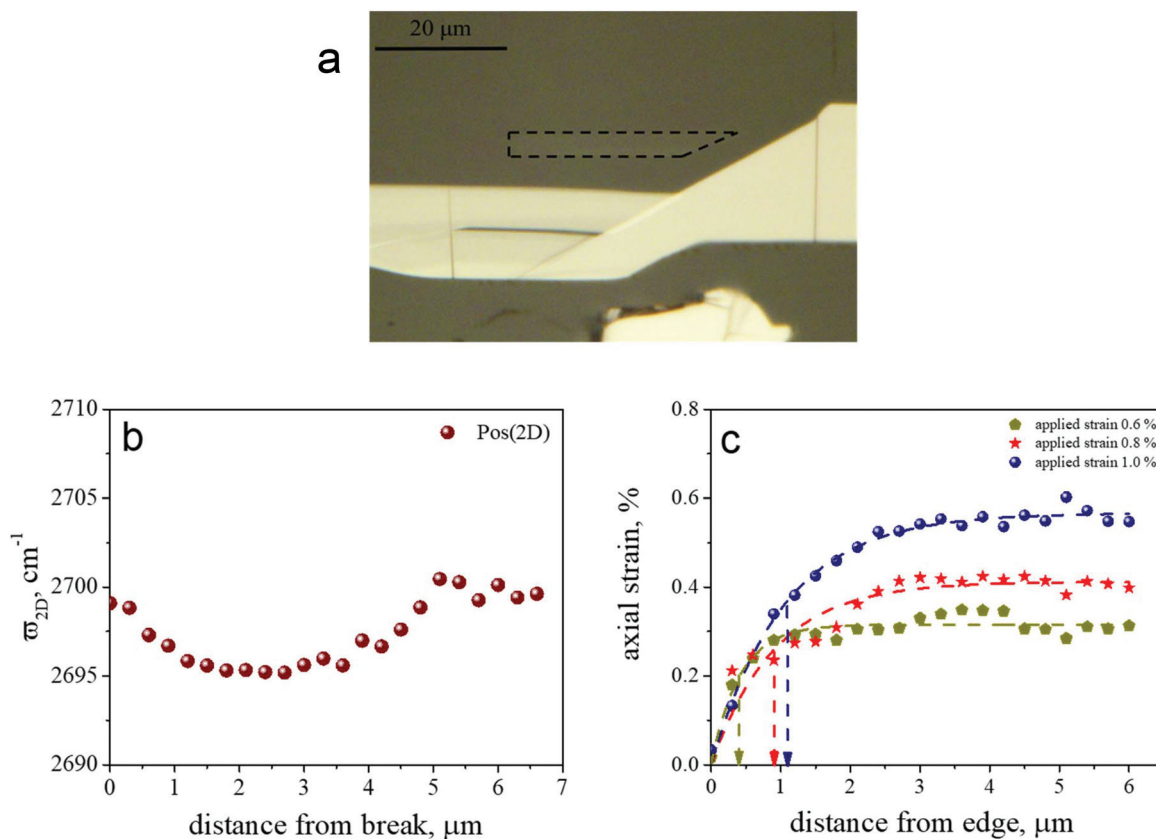 a
20 μm
b
Pos(2D)
2710
2705
2700
2695
2690
ϖ2D, cm-1
0 1 2 3 4 5 6 7
distance from break, μm
c
applied strain 0.6 %
applied strain 0.8 %
applied strain 1.0 %
0.8
0.6
0.4
0.2
0.0
axial strain, %
0 1 2 3 4 5 6
distance from edge, μm